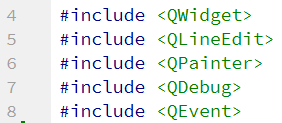 4 #include <QWidget>
5 #include <QLineEdit>
6 #include <QPainter>
7 #include <QDebug>
8 #include <QEvent>